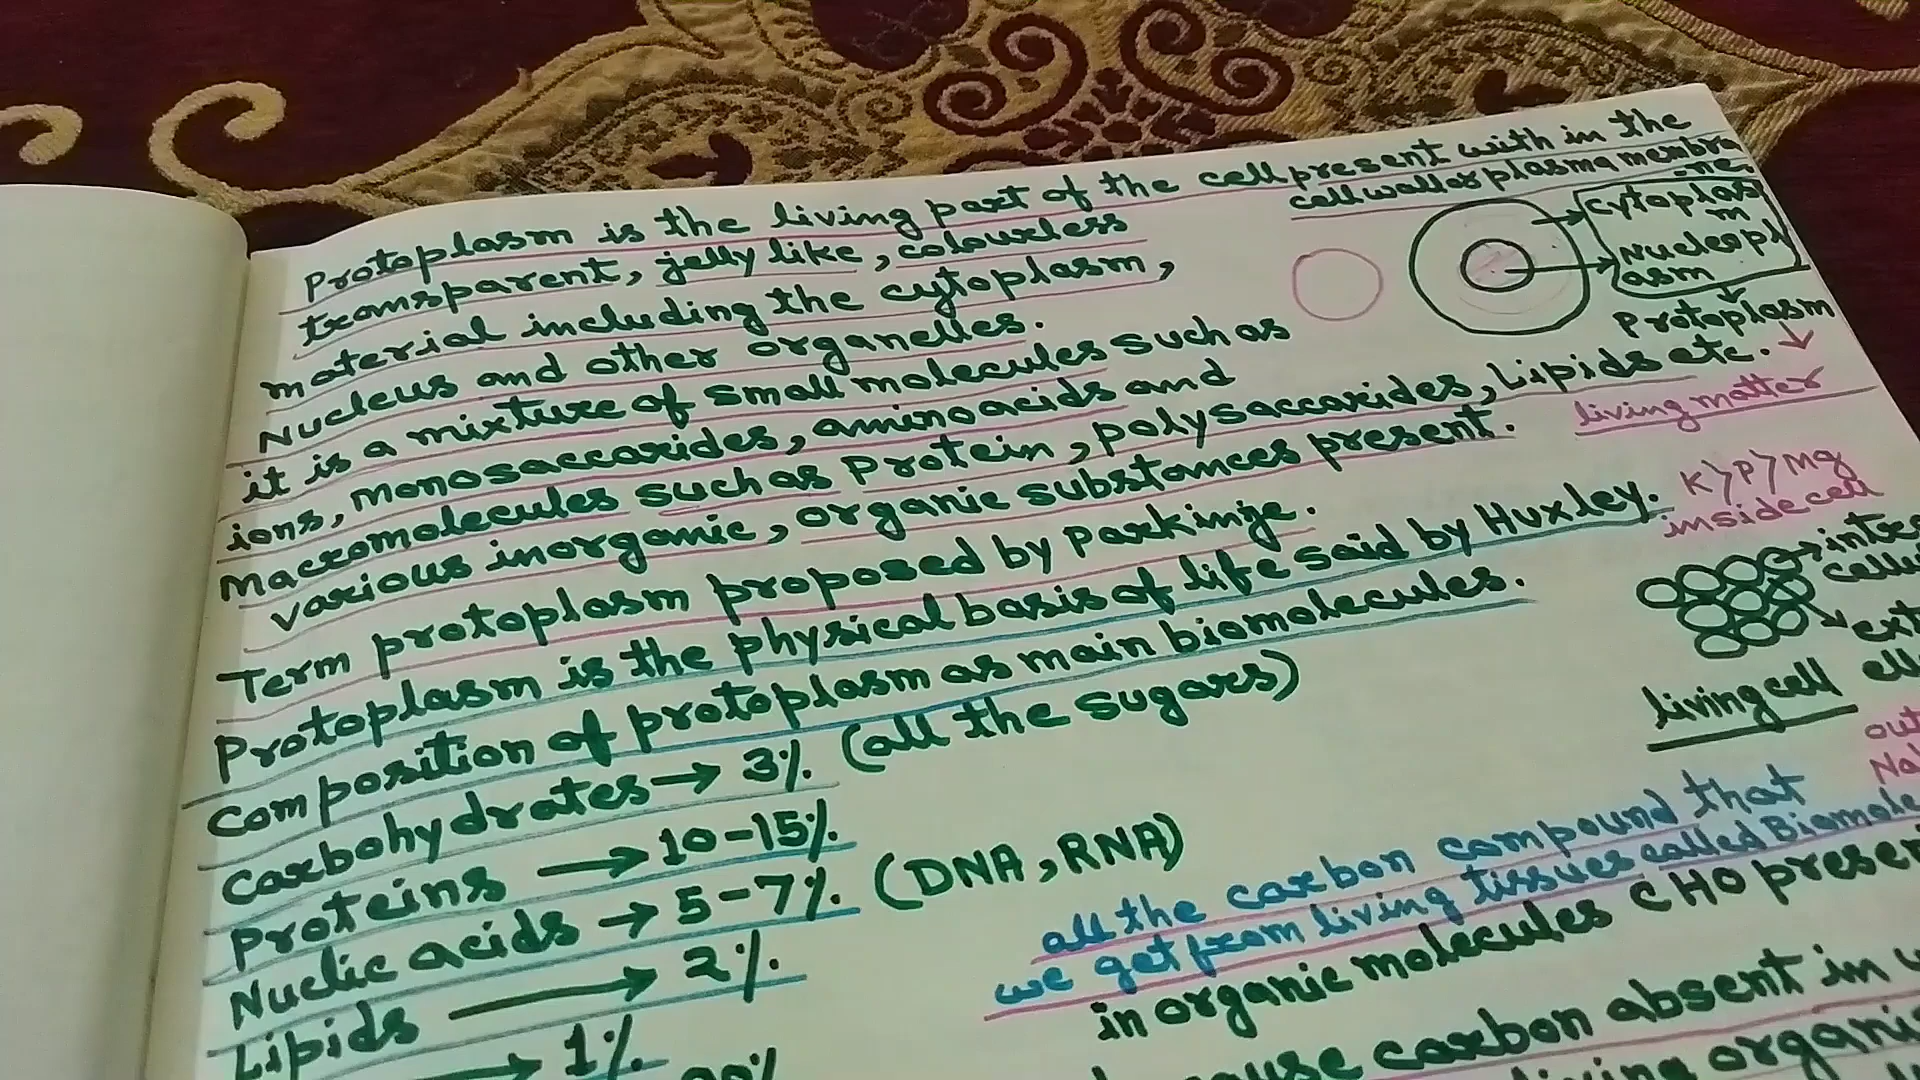 Protoplasm is the living part of the cell present with in the
cell wall or plasma membra
ne.
transparent, jelly like, colourless
material including the cytoplasm,
Nucleus and other organelles.
it is a mixture of small molecules such as
ions, monosaccarides, aminoacids and
Macromolecules such as Protein, polysaccarides, Lipids etc.
various inorganic, organic substances present.
Term protoplasm proposed by Parkinje.
Protoplasm is the physical basis of life said by Huxley.
Composition of protoplasm as main biomolecules.
Carbohydrates → 3% (all the sugars)
Proteins → 10-15%
Nuclic acids → 5-7% (DNA, RNA)
Lipids → 2%
→ 1%
cytoplas
m
Nucleopl
asm
Protoplasm
living matter
K>P>Mg
inside cell
living cell
all the carbon compound that
we get from living tissues called
in organic molecules CHO
carbon absent in